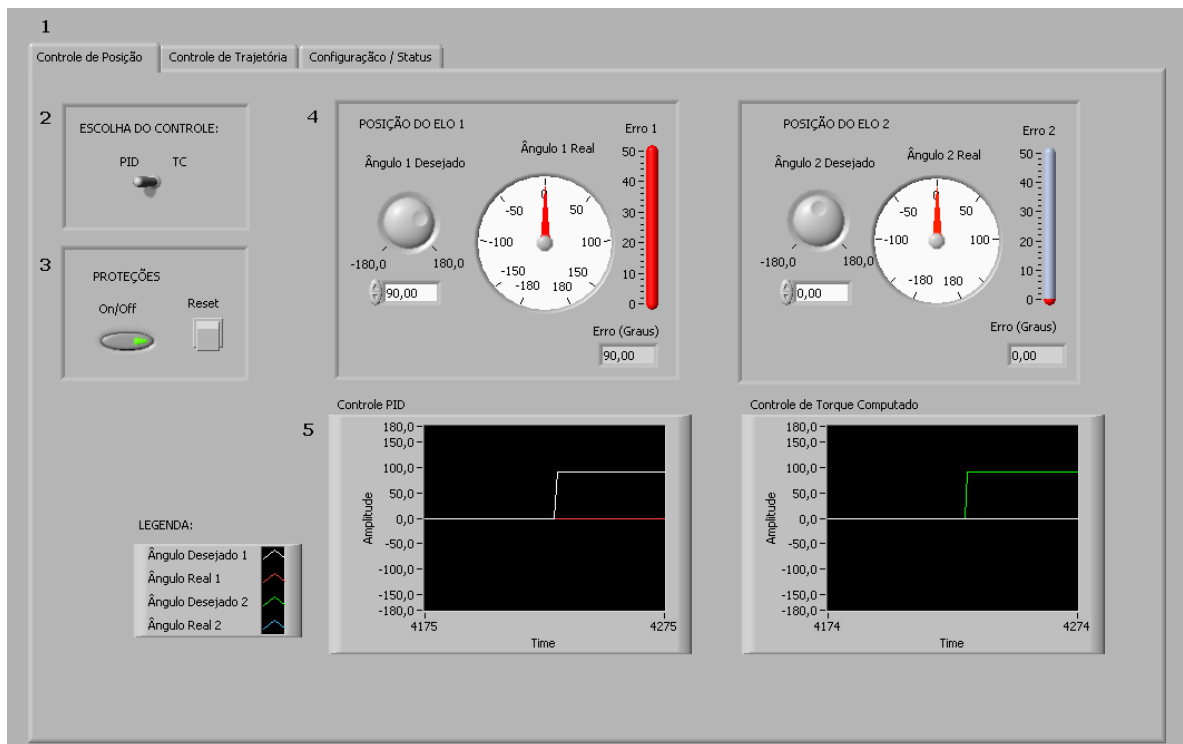 1
Controle de Posição
Controle de Trajetória
Configuraçãco / Status
2
ESCOLHA DO CONTROLE:
PID TC
3
PROTEÇÕES
On/Off
Reset
4
POSIÇÃO DO ELO 1
Erro 1
Ângulo 1 Desejado
Ângulo 1 Real
-180,0 180,0
90,00
0
-50 50
-100 100
-150 150
-180 180
50
40
30
20
10
0
Erro (Graus)
90,00
POSIÇÃO DO ELO 2
Erro 2
Ângulo 2 Desejado
Ângulo 2 Real
-180,0 180,0
0,00
0
-50 50
-100 100
-180 180
50
40
30
20
10
0
Erro (Graus)
0,00
5
Controle PID
Amplitude
180,0
150,0
100,0
50,0
0,0
-50,0
-100,0
-150,0
-180,0
4175 4275
Time
Controle de Torque Computado
Amplitude
180,0
150,0
100,0
50,0
0,0
-50,0
-100,0
-150,0
-180,0
4174 4274
Time
LEGENDA:
Ângulo Desejado 1
Ângulo Real 1
Ângulo Desejado 2
Ângulo Real 2